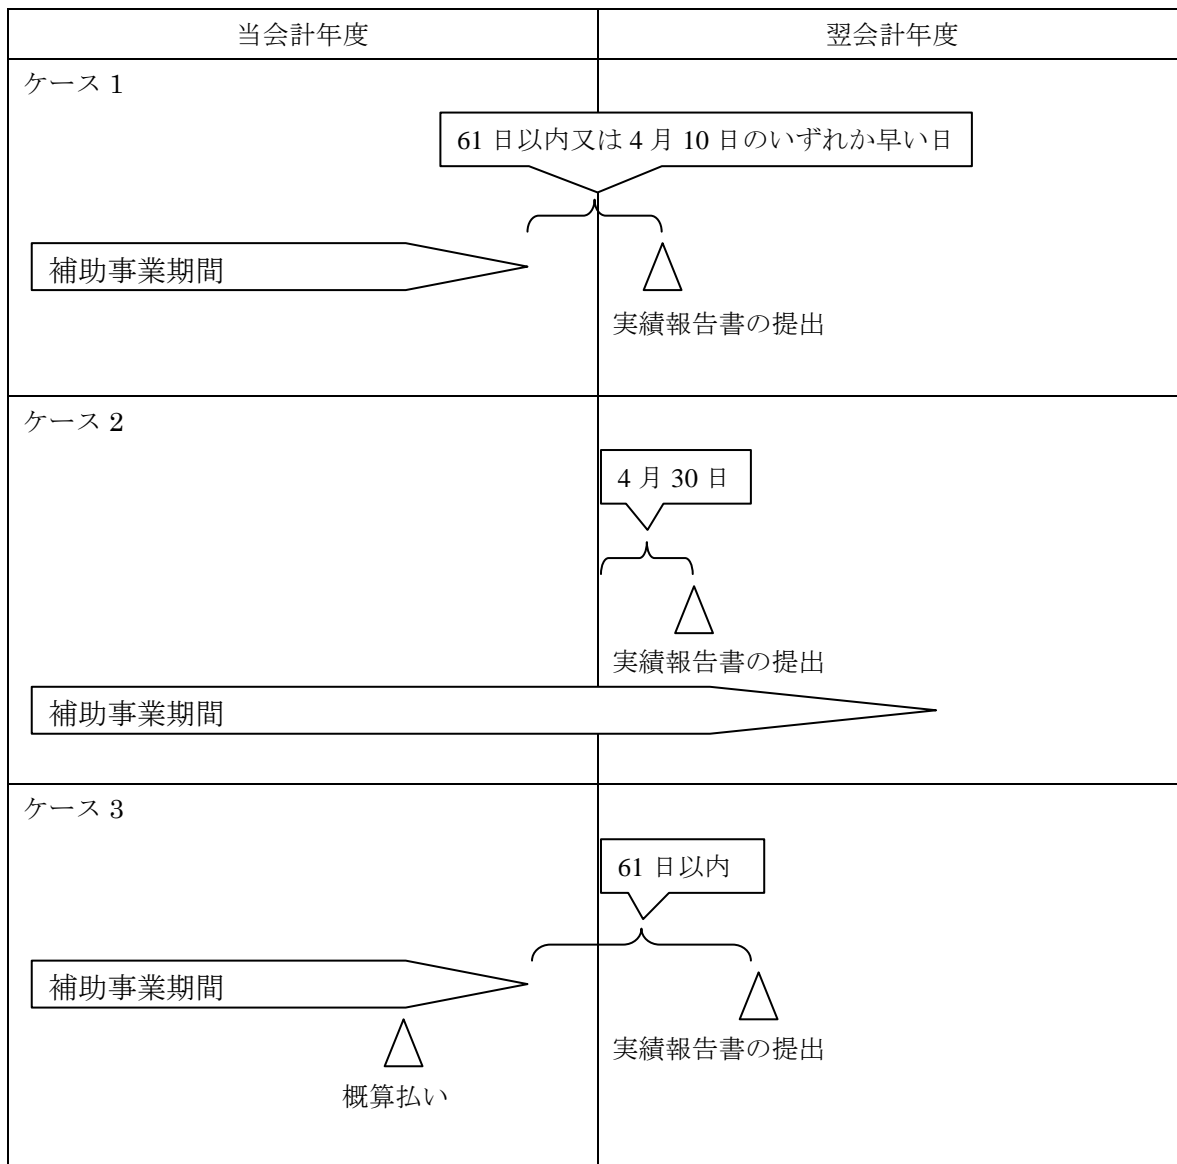 当会計年度
翌会計年度
ケース 1
61 日以内又は 4 月 10 日のいずれか早い日
補助事業期間
実績報告書の提出
ケース 2
4 月 30 日
実績報告書の提出
補助事業期間
ケース 3
61 日以内
補助事業期間
実績報告書の提出
概算払い